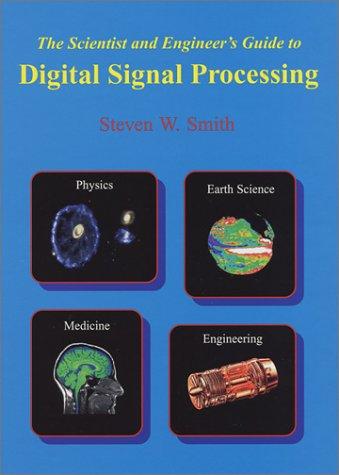 The Scientist and Engineer's Guide to
Digital Signal Processing
Steven W. Smith
Physics
Earth Science
Medicine
Engineering